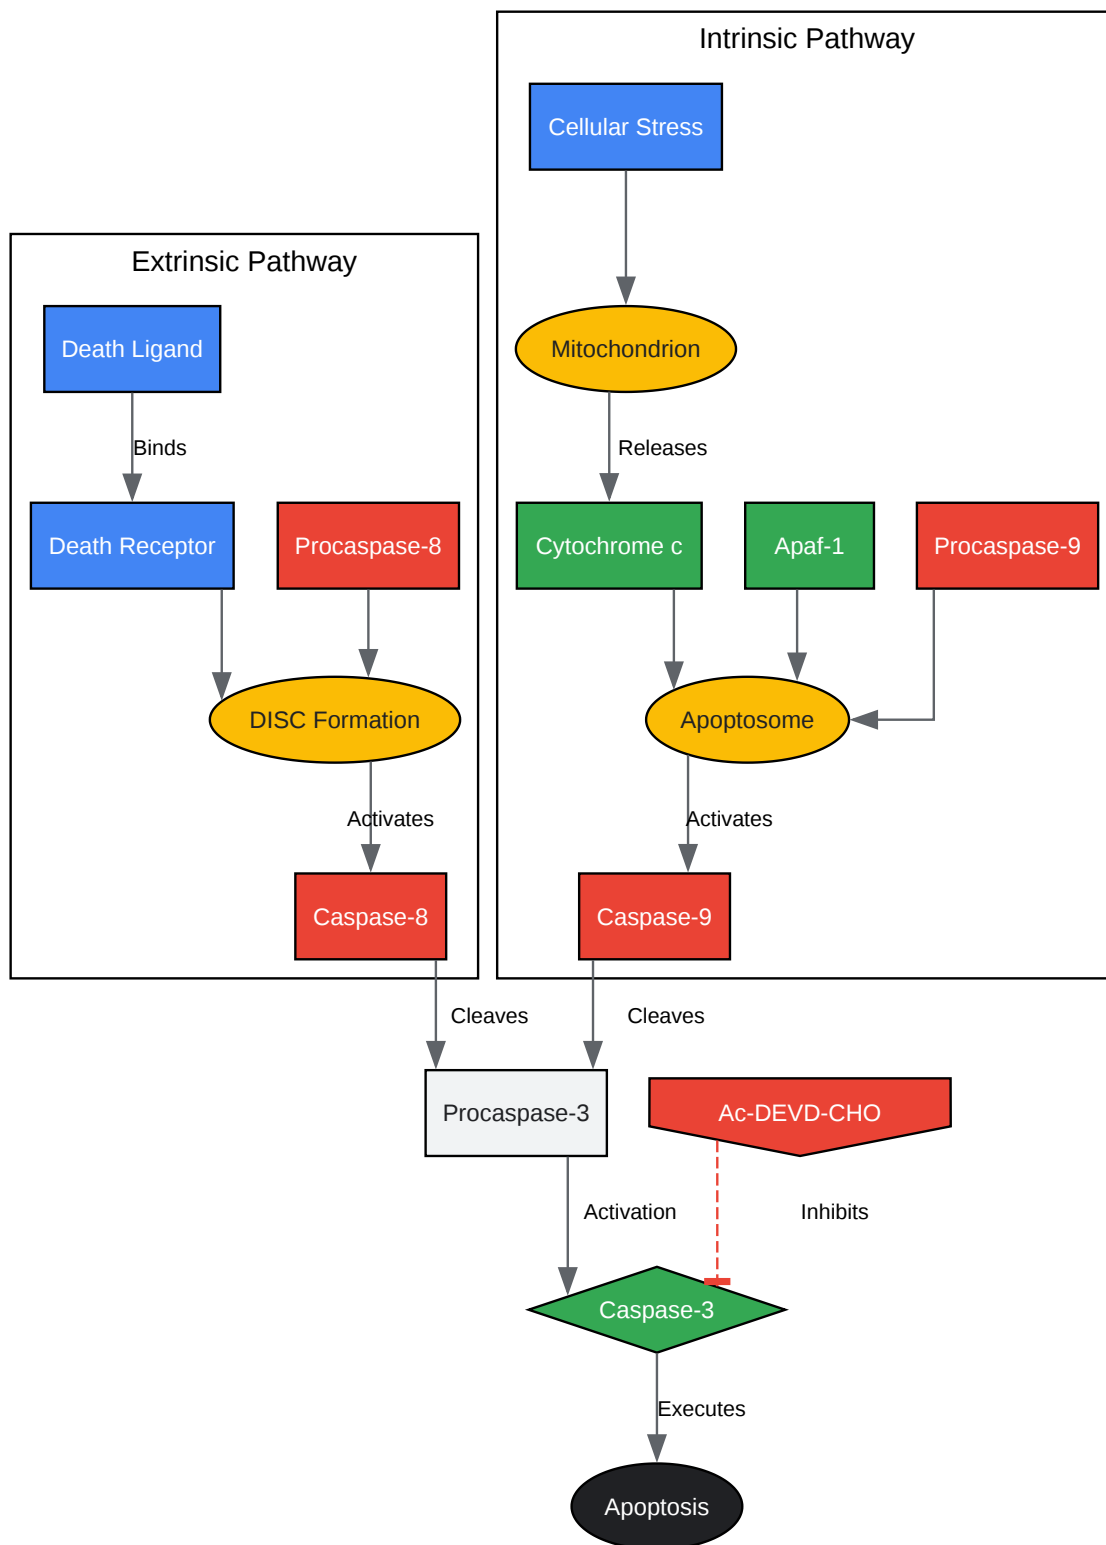 Intrinsic Pathway
Cellular Stress
Extrinsic Pathway
Death Ligand
Mitochondrion
Binds
Releases
Death Receptor
Procaspase-8
Cytochrome c
Apaf-1
Procaspase-9
DISC Formation
Apoptosome
Activates
Activates
Caspase-8
Caspase-9
Cleaves
Cleaves
Procaspase-3
Ac-DEVD-CHO
Activation
Inhibits
Caspase-3
Executes
Apoptosis